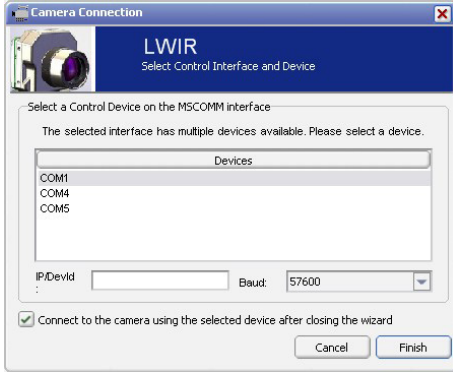 Camera Connection
LWIR
Select Control Interface and Device
Select a Control Device on the MSCOMM interface
The selected interface has multiple devices available. Please select a device.
Devices
COM1
COM4
COM5
IP/DevId
:
Baud:
57600
Connect to the camera using the selected device after closing the wizard
Cancel
Finish